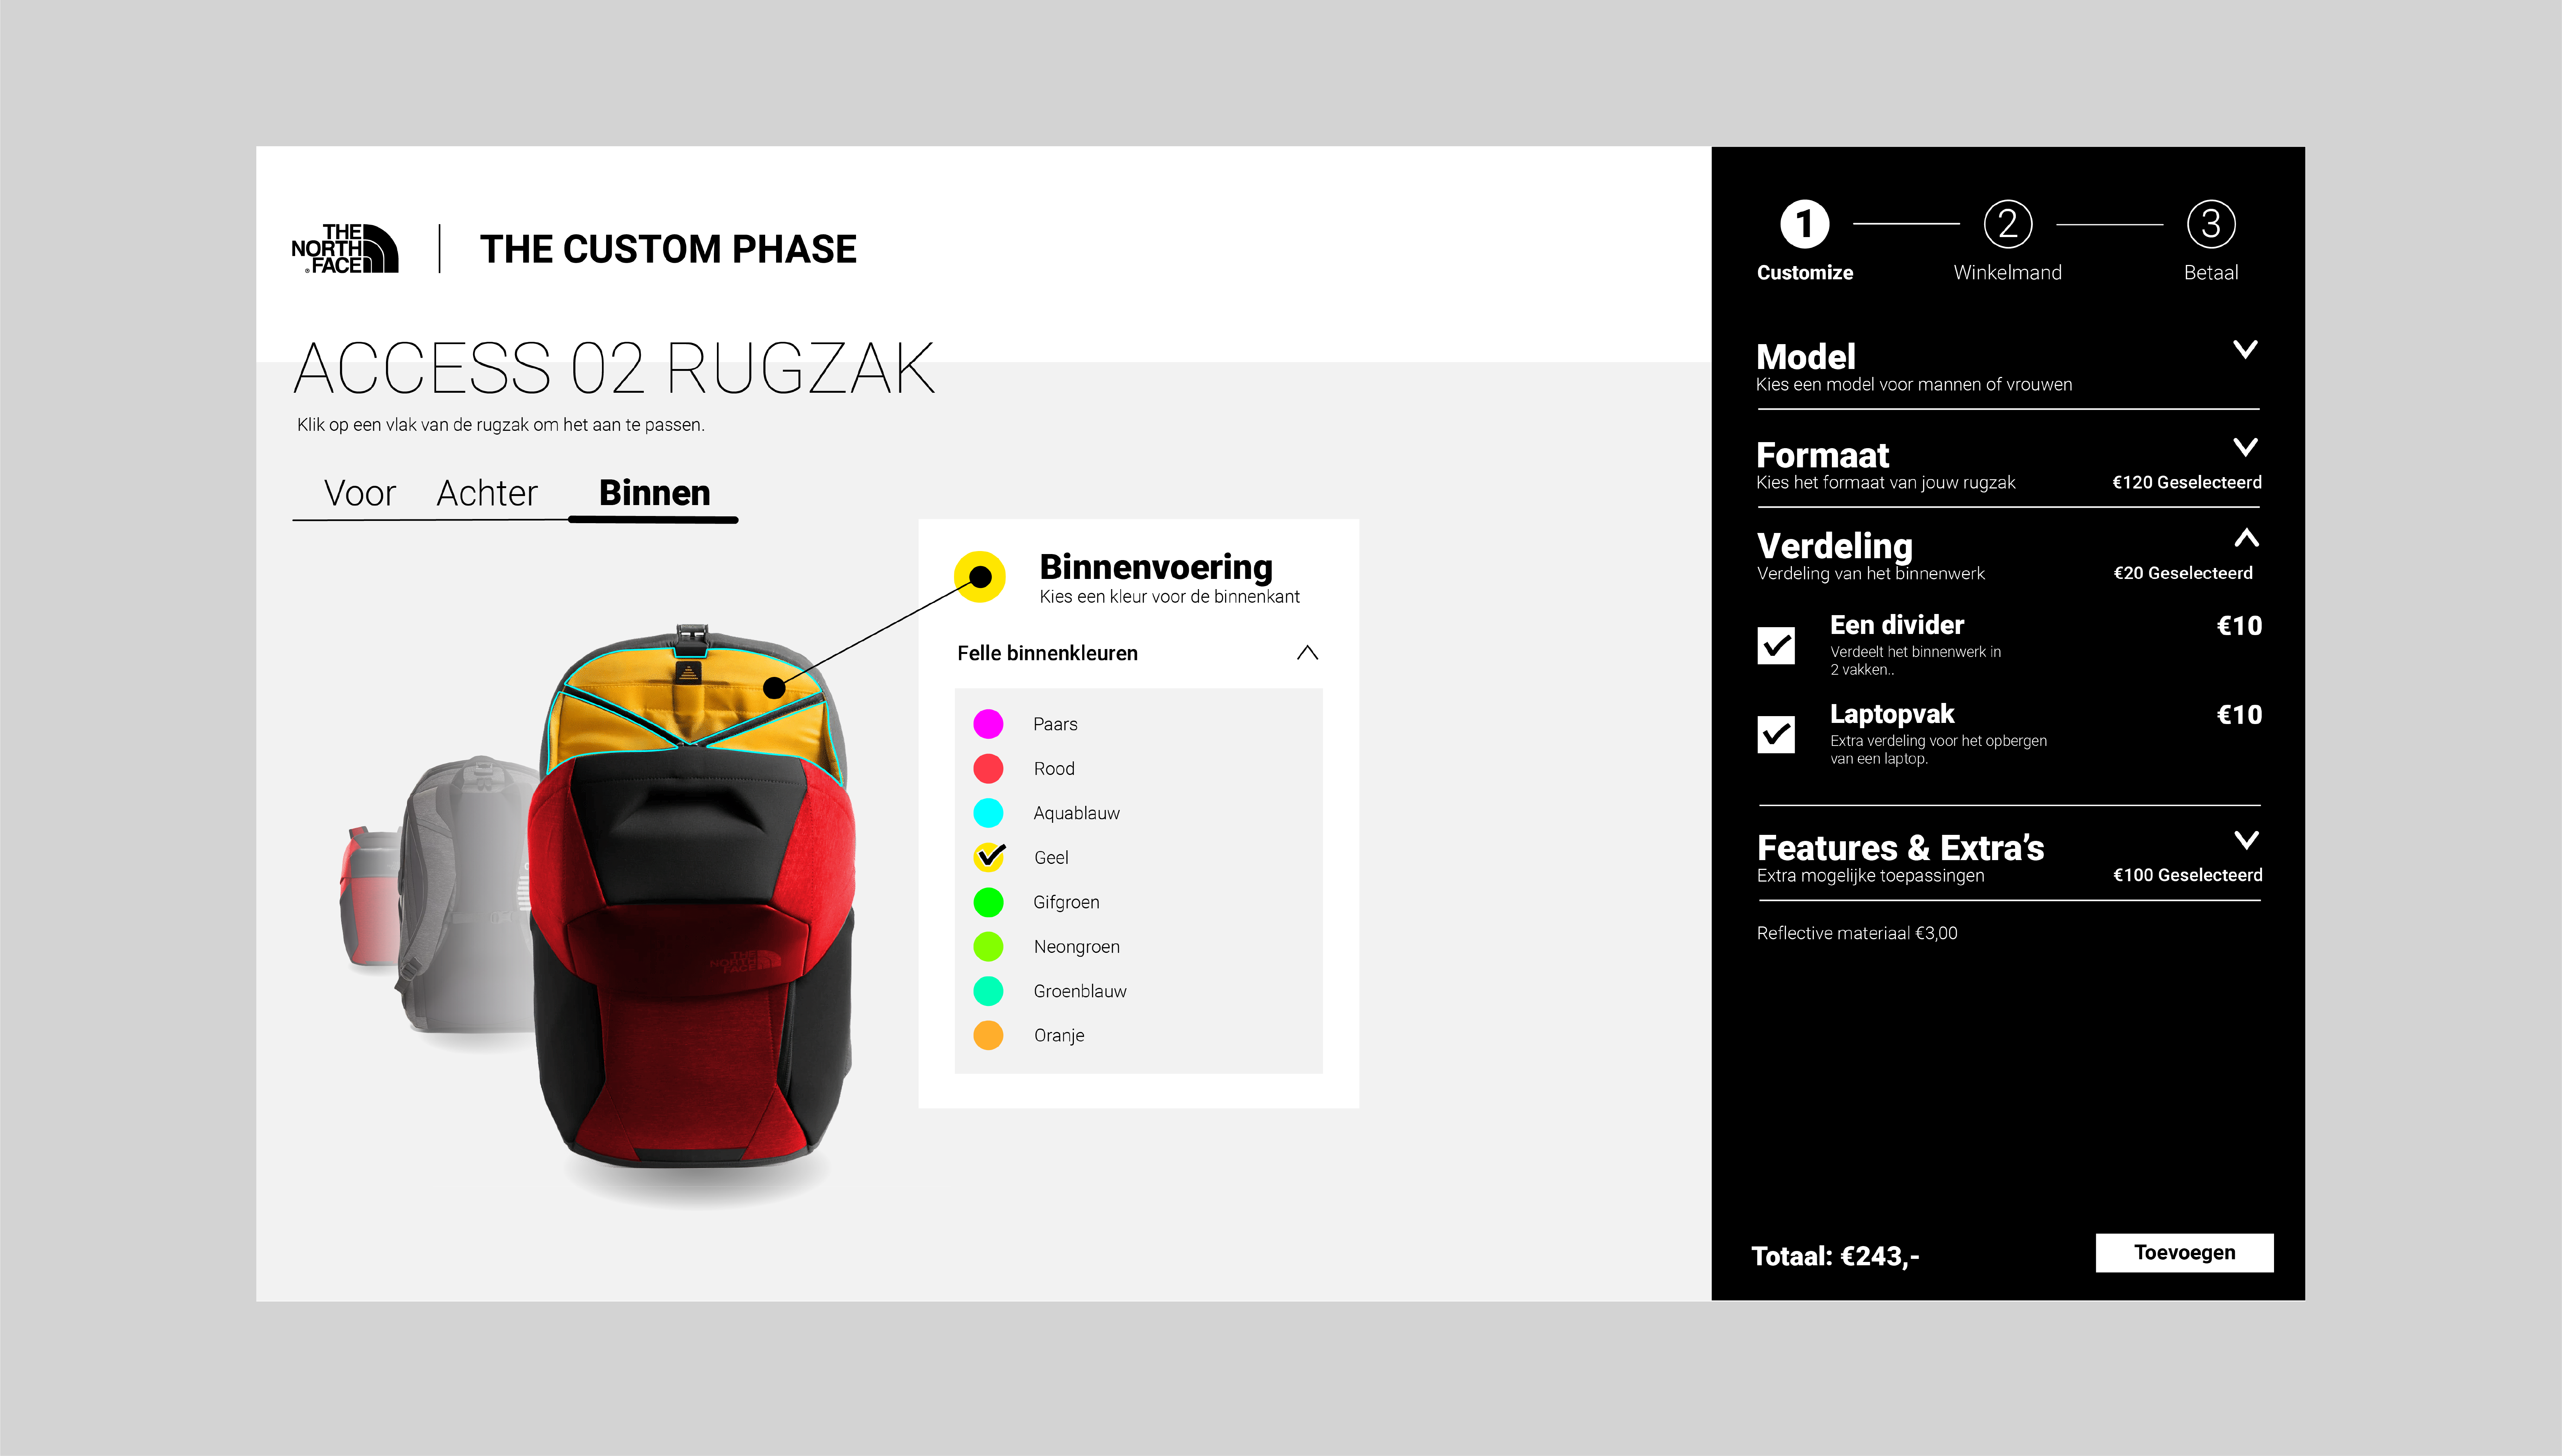 THE
NORTH
FACE
THE CUSTOM PHASE
ACCESS 02 RUGZAK
Klik op een vlak van de rugzak om het aan te passen.
Voor Achter Binnen
Binnenvoering
Kies een kleur voor de binnenkant
Felle binnenkleuren
Paars
Rood
Aquablauw
Geel
Gifgroen
Neongroen
Groenblauw
Oranje
THE
NORTH
FACE
1 2 3
Customize Winkelmand Betaal
Model
Kies een model voor mannen of vrouwen
Formaat
Kies het formaat van jouw rugzak €120 Geselecteerd
Verdeling
Verdeling van het binnenwerk €20 Geselecteerd
Een divider €10
Verdeelt het binnenwerk in
2 vakken..
Laptopvak €10
Extra verdeling voor het opbergen
van een laptop.
Features & Extra’s
Extra mogelijke toepassingen €100 Geselecteerd
Reflective materiaal €3,00
Totaal: €243,- Toevoegen